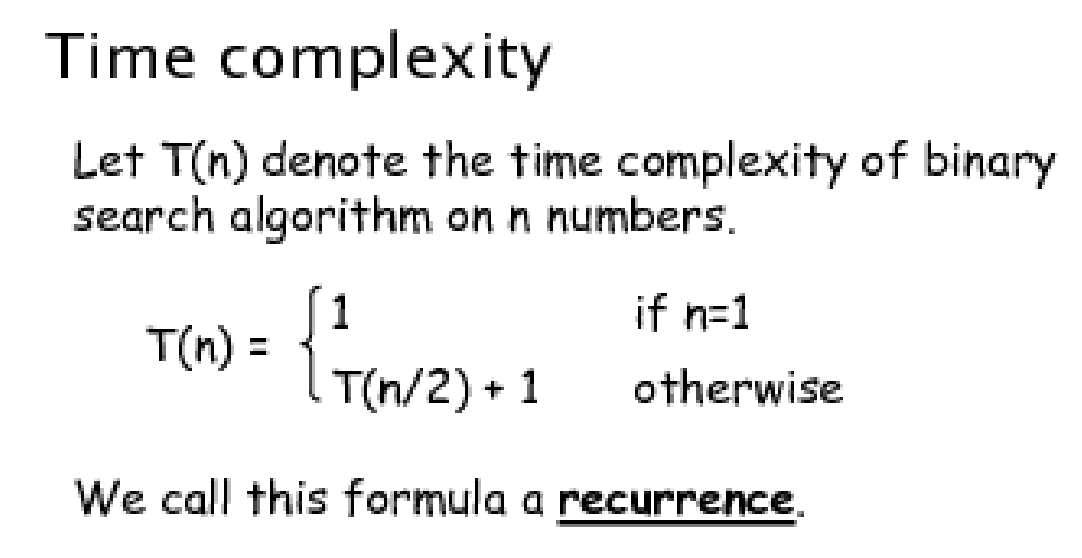 Time complexity
Let T(n) denote the time complexity of binary
search algorithm on n numbers.
T(n) = { 1 if n=1
T(n/2) + 1 otherwise
We call this formula a recurrence.